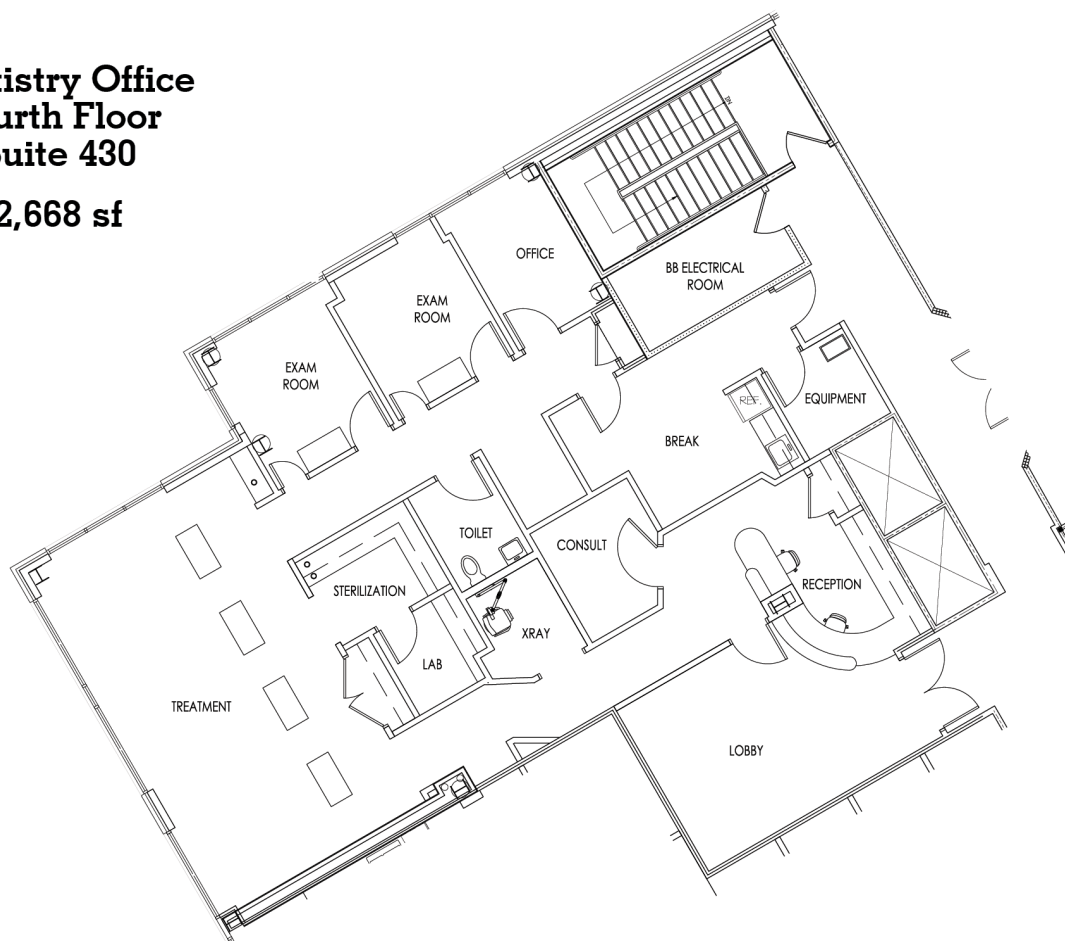 tistry Office
urth Floor
uite 430
2,668 sf
OFFICE
BB ELECTRICAL
ROOM
EXAM
ROOM
EXAM
ROOM
REF.
EQUIPMENT
BREAK
TOILET
CONSULT
STERILIZATION
RECEPTION
XRAY
LAB
TREATMENT
LOBBY